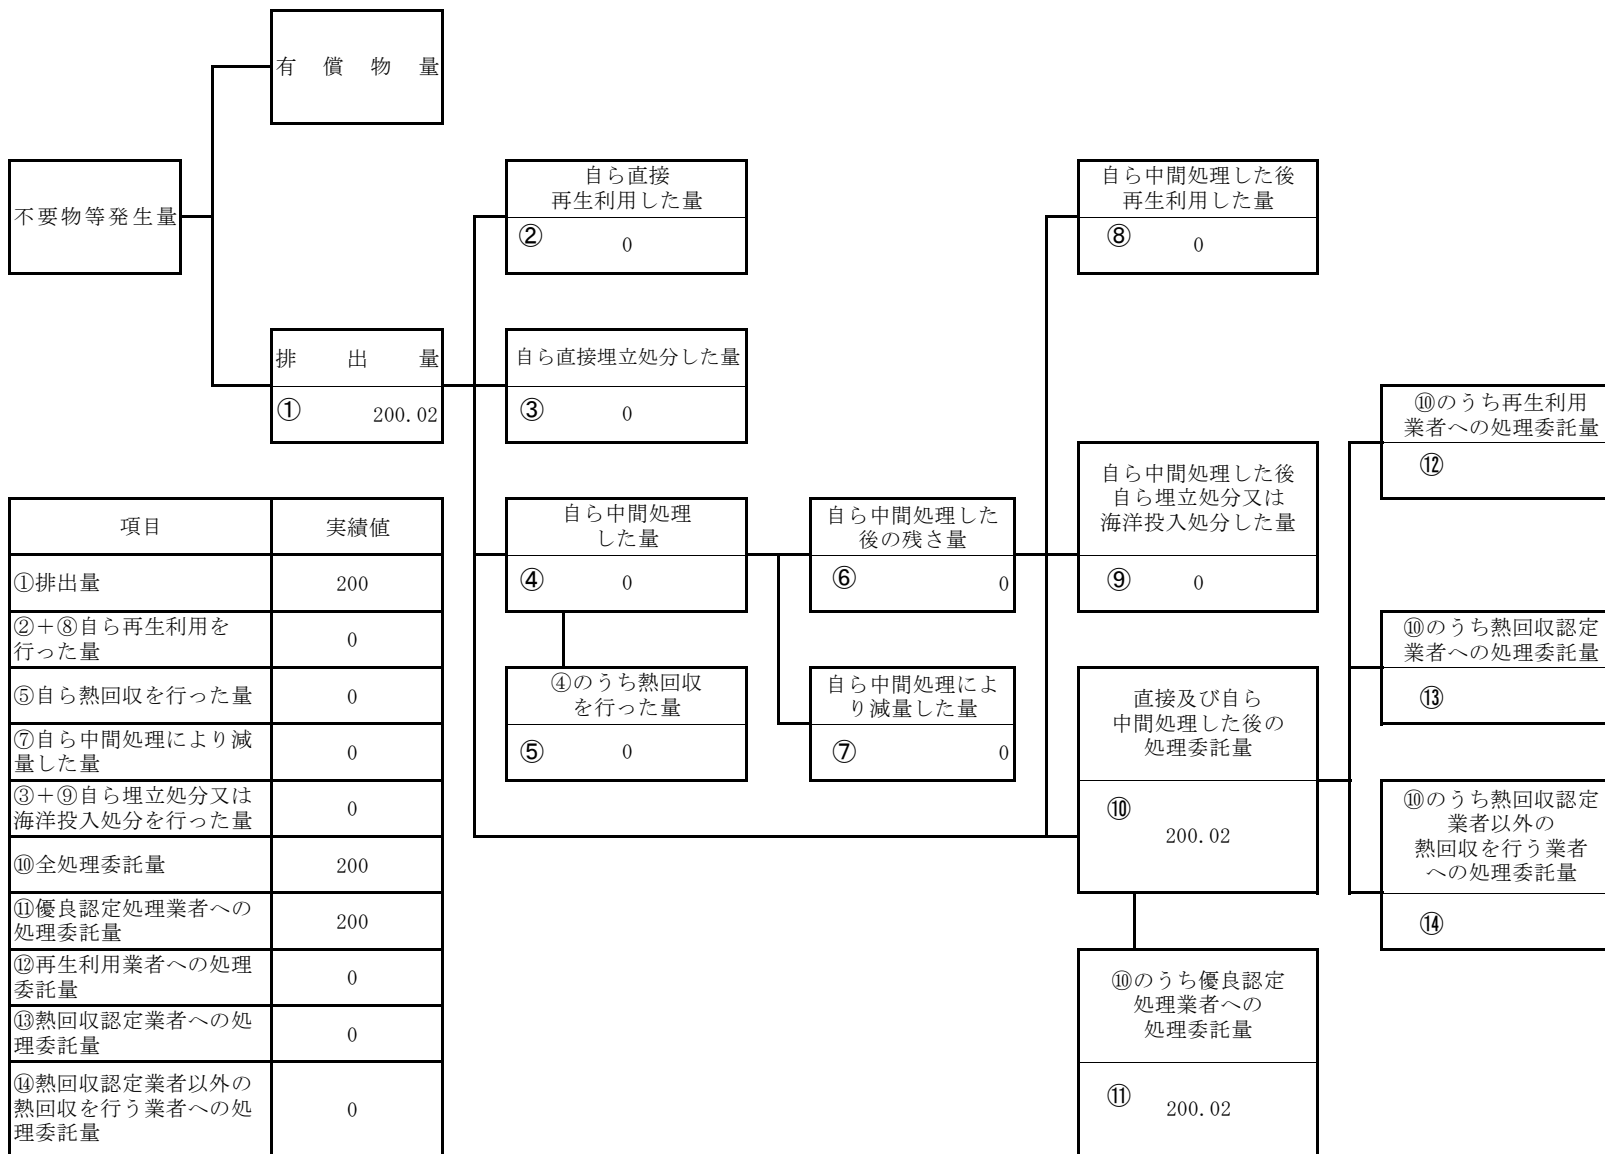 有償物量
不要物等発生量
排出量
① 200.02
自ら直接
再生利用した量
② 0
自ら直接埋立処分した量
③ 0
自ら中間処理
した量
④ 0
④のうち熱回収
を行った量
⑤ 0
自ら中間処理した
後の残さ量
⑥ 0
自ら中間処理によ
り減量した量
⑦ 0
自ら中間処理した後
再生利用した量
⑧ 0
自ら中間処理した後
自ら埋立処分又は
海洋投入処分した量
⑨ 0
直接及び自ら
中間処理した後の
処理委託量
⑩
200.02
⑩のうち優良認定
処理業者への
処理委託量
⑪ 200.02
⑩のうち再生利用
業者への処理委託量
⑫
⑩のうち熱回収認定
業者への処理委託量
⑬
⑩のうち熱回収認定
業者以外の
熱回収を行う業者
への処理委託量
⑭
項目 実績値
①排出量 200
②＋⑧自ら再生利用を
行った量 0
⑤自ら熱回収を行った量 0
⑦自ら中間処理により減
量した量 0
③＋⑨自ら埋立処分又は
海洋投入処分を行った量 0
⑩全処理委託量 200
⑪優良認定処理業者への
処理委託量 200
⑫再生利用業者への処理
委託量 0
⑬熱回収認定業者への処
理委託量 0
⑭熱回収認定業者以外の
熱回収を行う業者への処 0
理委託量